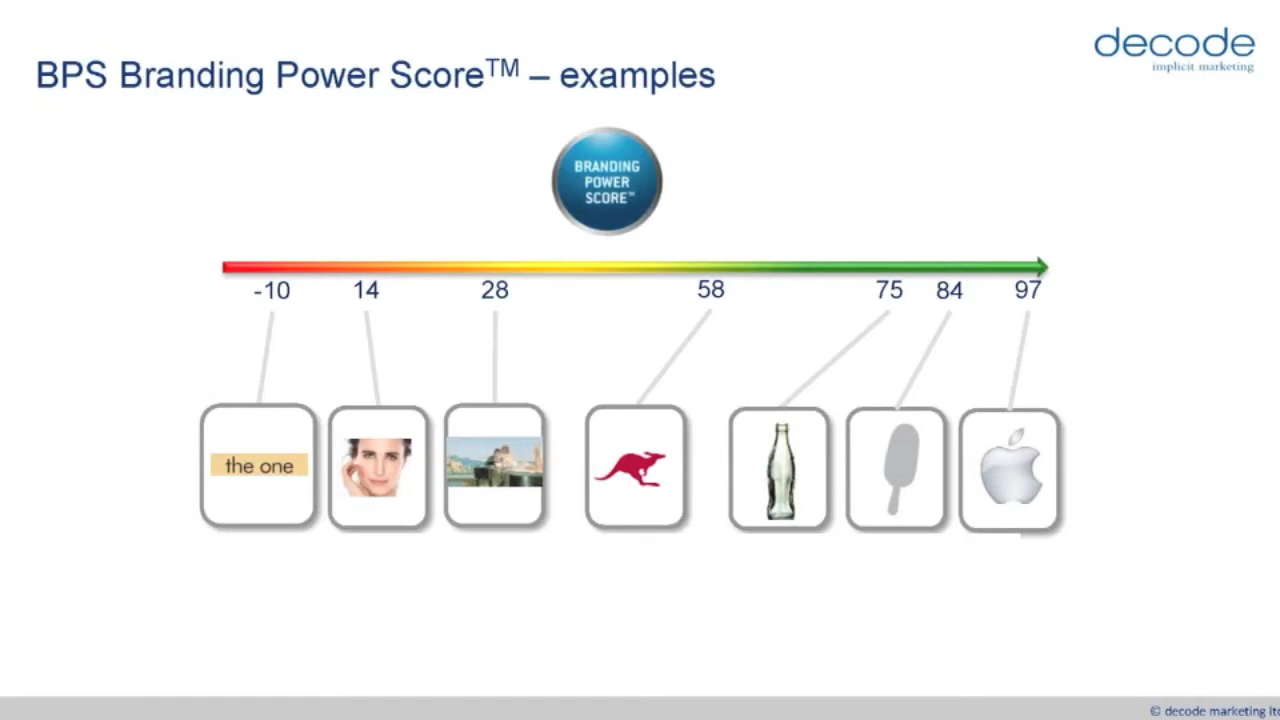 decode
implicit marketing
BPS Branding Power Score™ – examples
BRANDING
POWER
SCORE™
-10 14 28 58 75 84 97
the one
© decode marketing